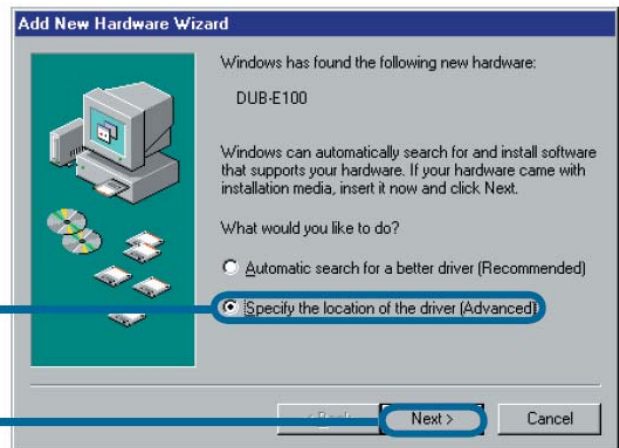 Add New Hardware Wizard
Windows has found the following new hardware:
DUB-E100
Windows can automatically search for and install software
that supports your hardware. If your hardware came with
installation media, insert it now and click Next.
What would you like to do?
Automatic search for a better driver (Recommended)
Specify the location of the driver (Advanced)
Next > Cancel